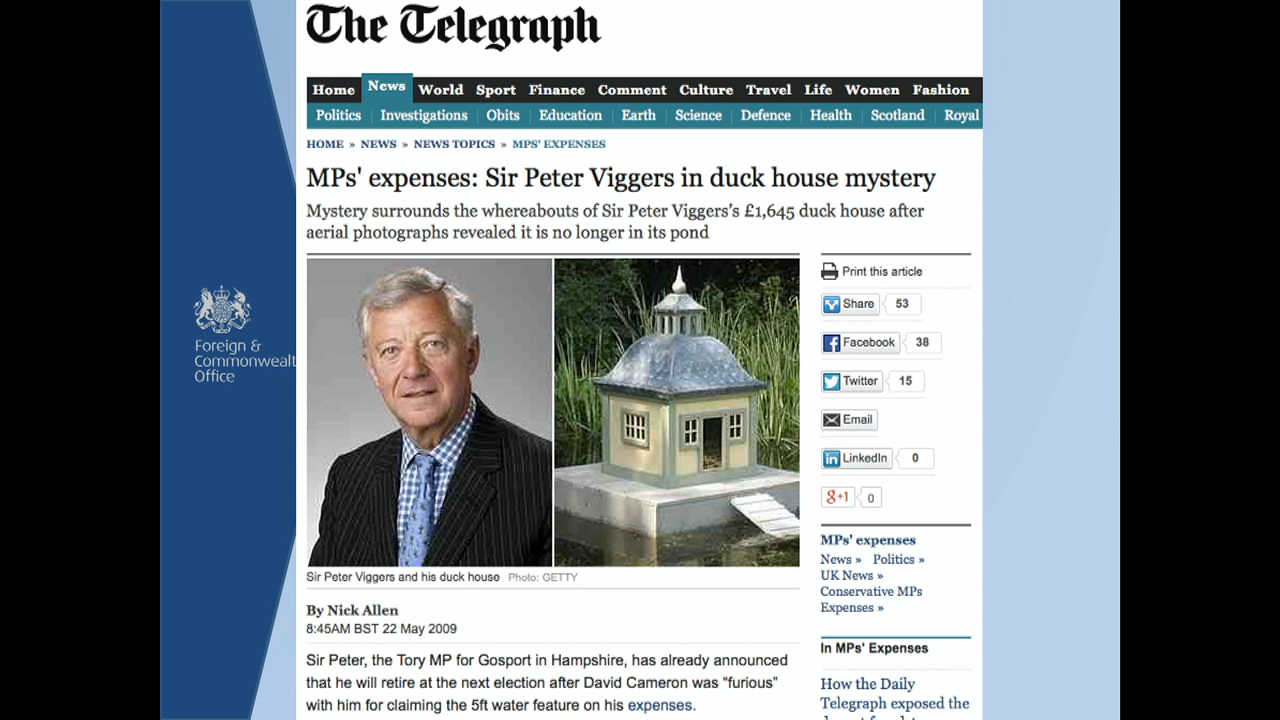 The Telegraph
Home News World Sport Finance Comment Culture Travel Life Women Fashion
Politics Investigations Obits Education Earth Science Defence Health Scotland Royal
HOME » NEWS » NEWS TOPICS » MPS' EXPENSES
MPs' expenses: Sir Peter Viggers in duck house mystery
Mystery surrounds the whereabouts of Sir Peter Viggers's £1,645 duck house after
aerial photographs revealed it is no longer in its pond
Foreign &
Commonwealt
Office
Sir Peter Viggers and his duck house Photo: GETTY
By Nick Allen
8:45AM BST 22 May 2009
Sir Peter, the Tory MP for Gosport in Hampshire, has already announced
that he will retire at the next election after David Cameron was “furious”
with him for claiming the 5ft water feature on his expenses.
Print this article
Share 53
Facebook 38
Twitter 15
Email
in LinkedIn 0
g+1 0
MPs' expenses
News » Politics »
UK News »
Conservative MPs
Expenses »
In MPs' Expenses
How the Daily
Telegraph exposed the